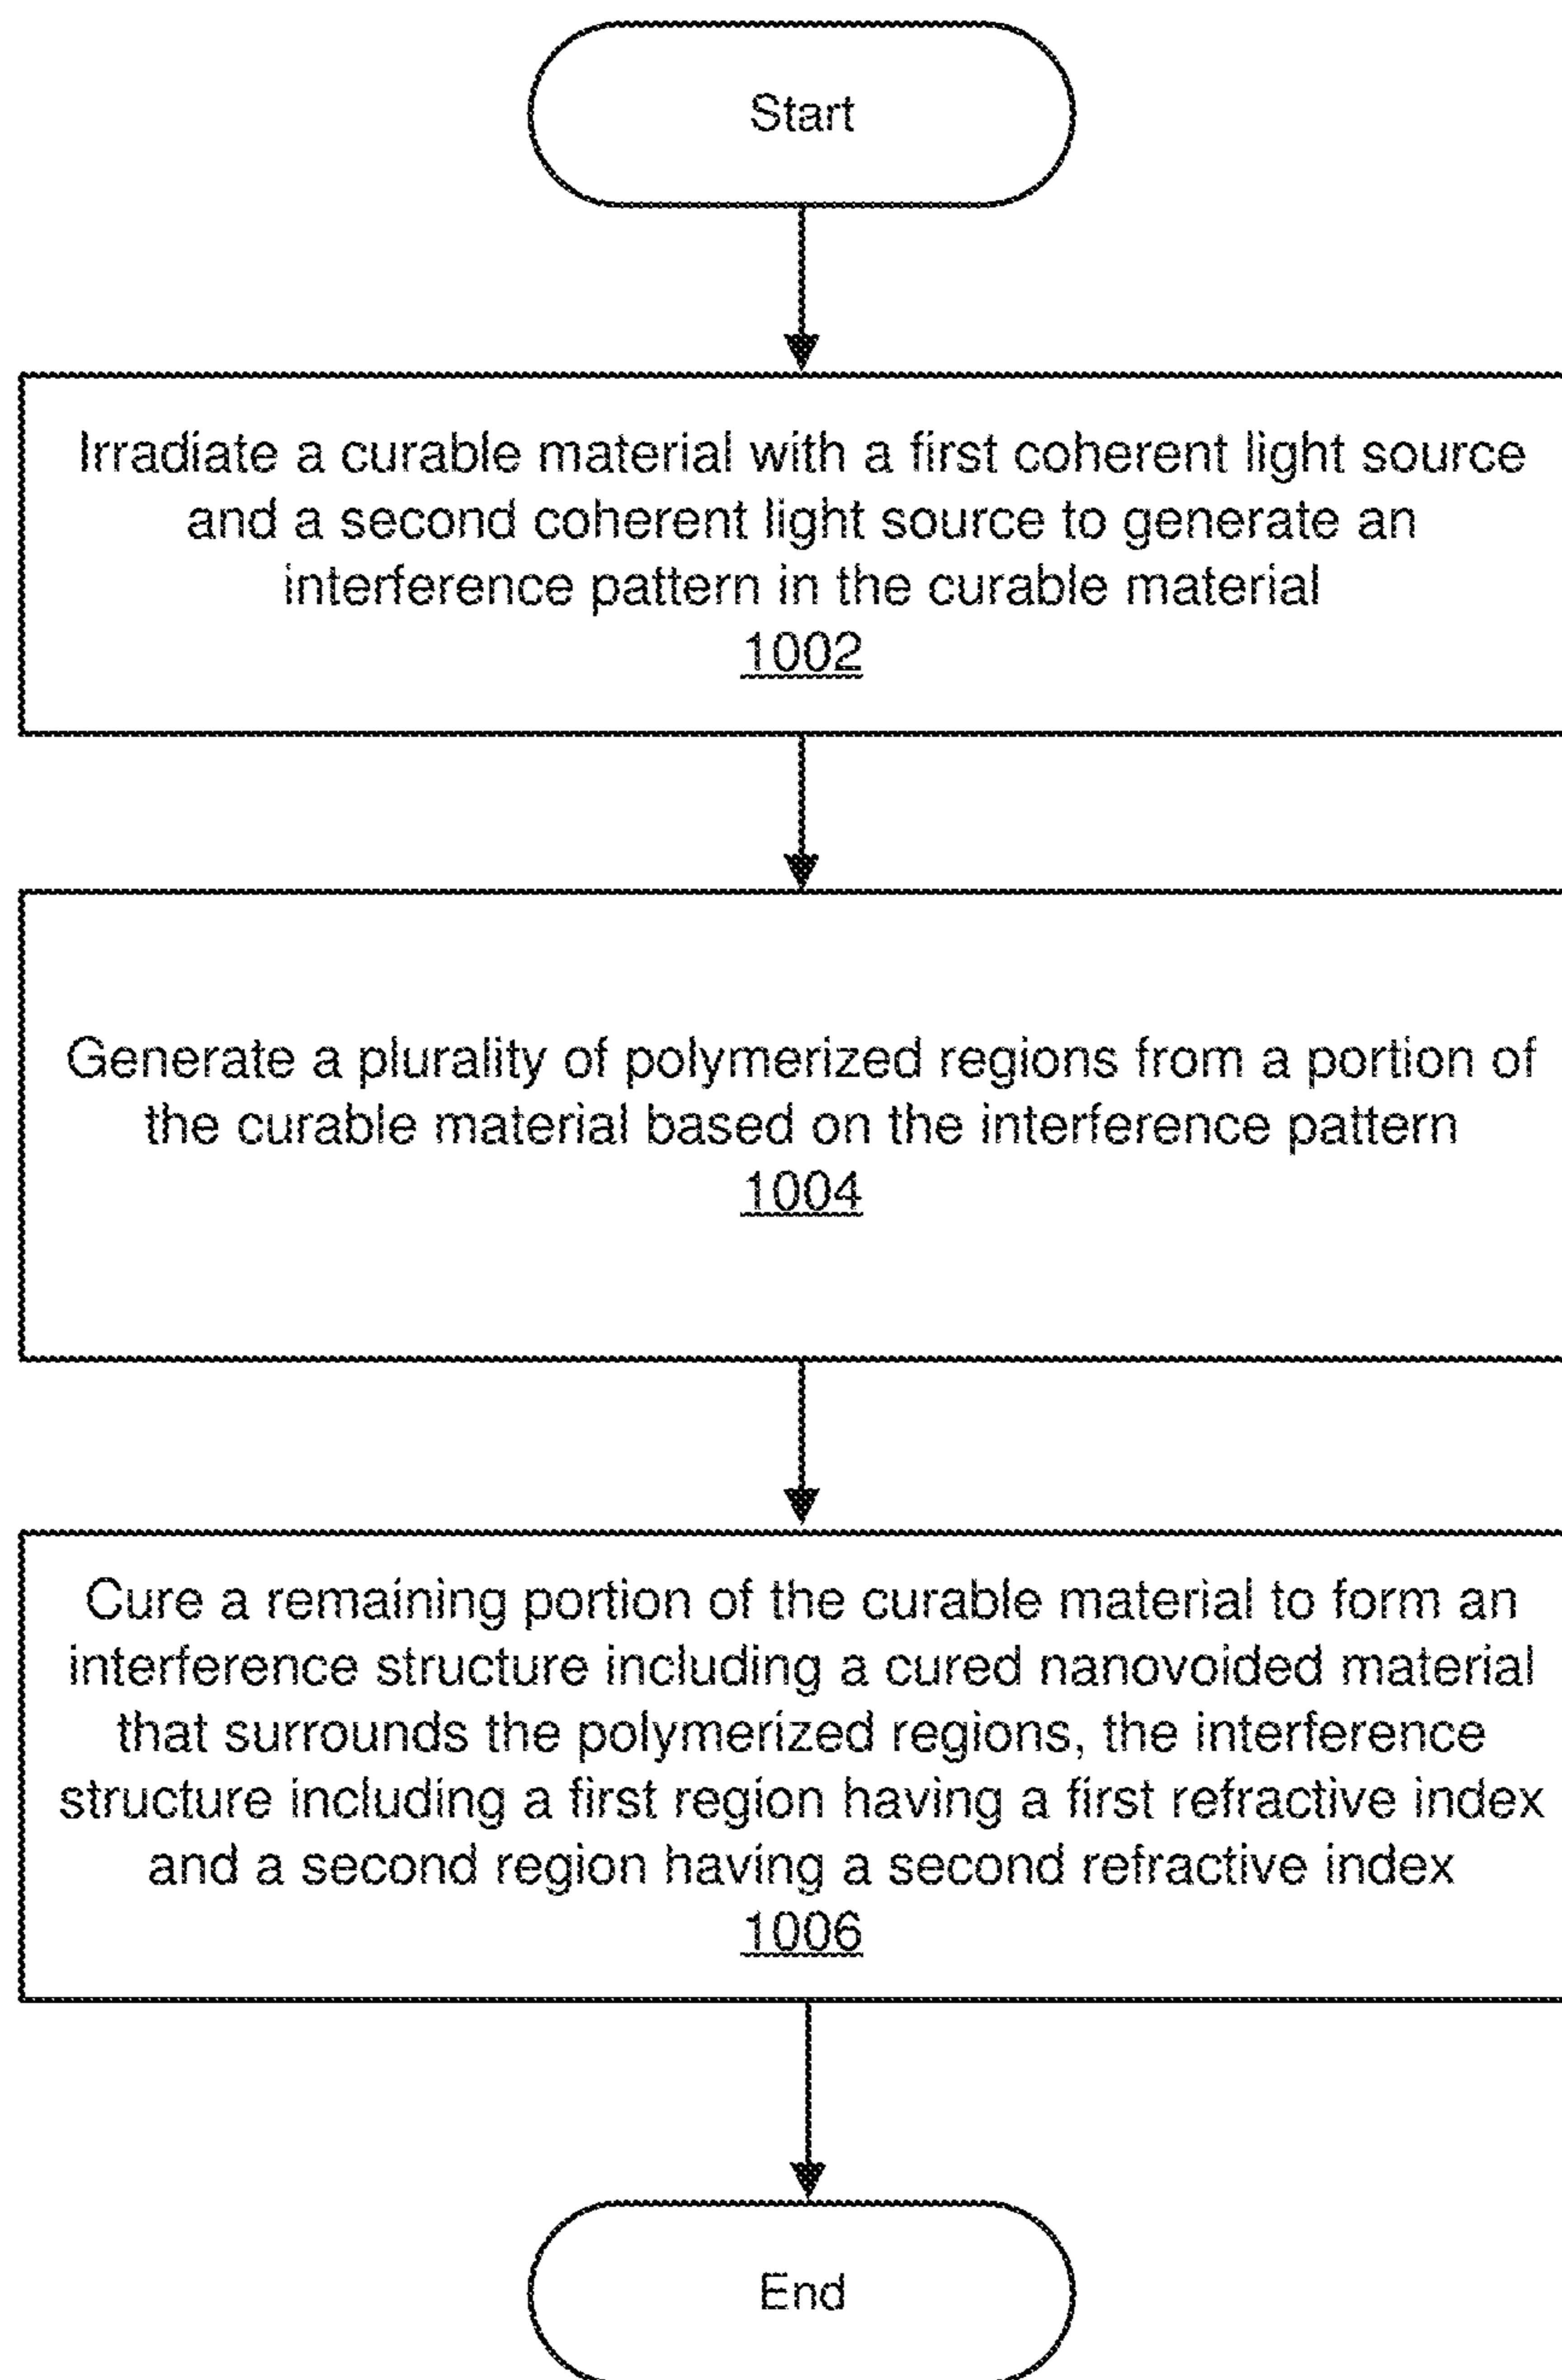 Start
Irradiate a curable material with a first coherent light source
and a second coherent light source to generate an
interference pattern in the curable material
1002
Generate a plurality of polymerized regions from a portion of
the curable material based on the interference pattern
1004
Cure a remaining portion of the curable material to form an
interference structure including a cured nanovoided material
that surrounds the polymerized regions, the interference
structure including a first region having a first refractive index
and a second region having a second refractive index
1006
End